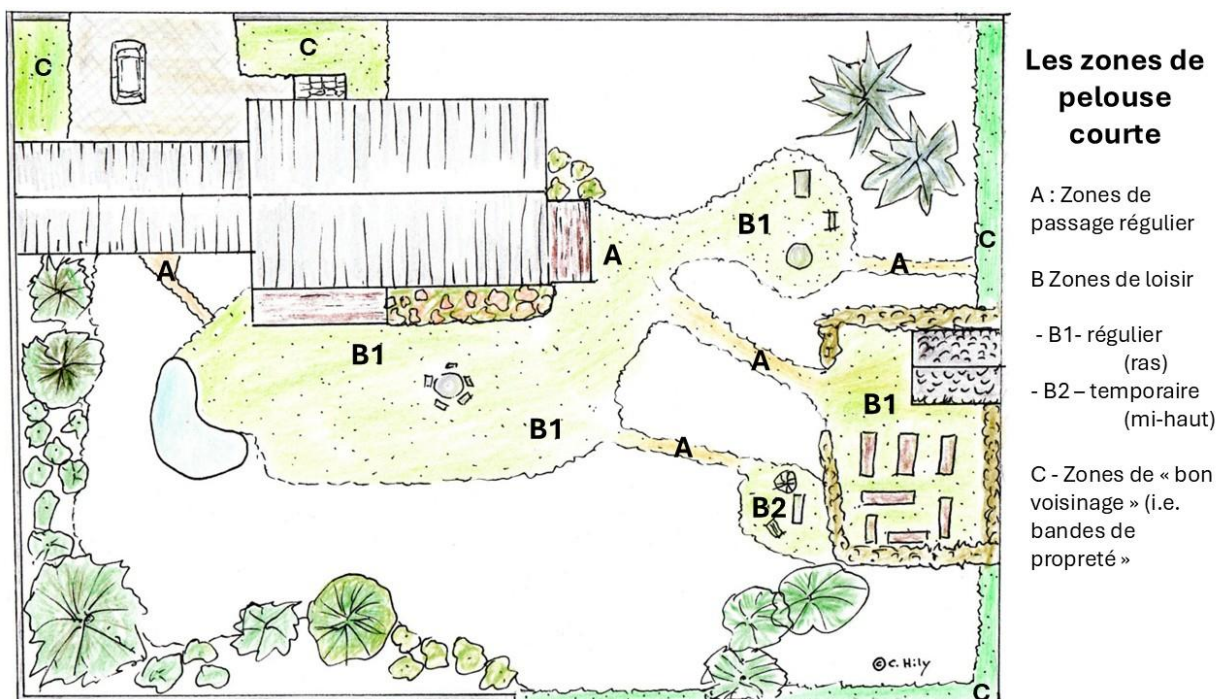 C
C
Les zones de
pelouse
courte
A : Zones de
passage régulier
B1
C
A
A
A
B Zones de loisir
- B1- régulier
(ras)
B1
A
- B2 – temporaire
(mi-haut)
B1
B1
A
C - Zones de « bon
voisinage » (i.e.
bandes de
propreté »
B2
© C. Hily
C